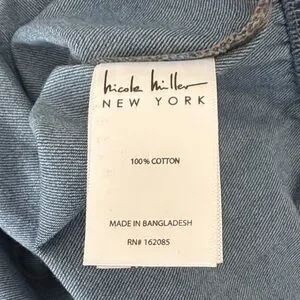 nicole miller
NEW YORK
100% COTTON
MADE IN BANGLADESH
RN# 162085